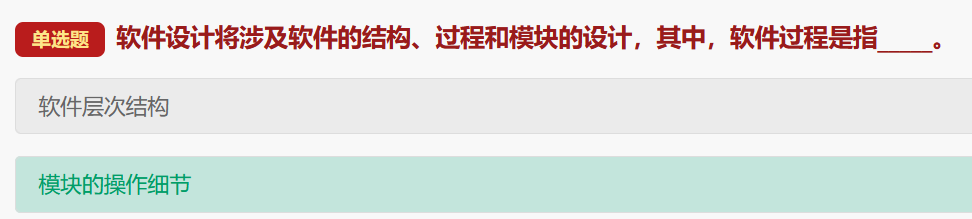 单选题 软件设计将涉及软件的结构、过程和模块的设计，其中，软件过程是指_____。
软件层次结构
模块的操作细节